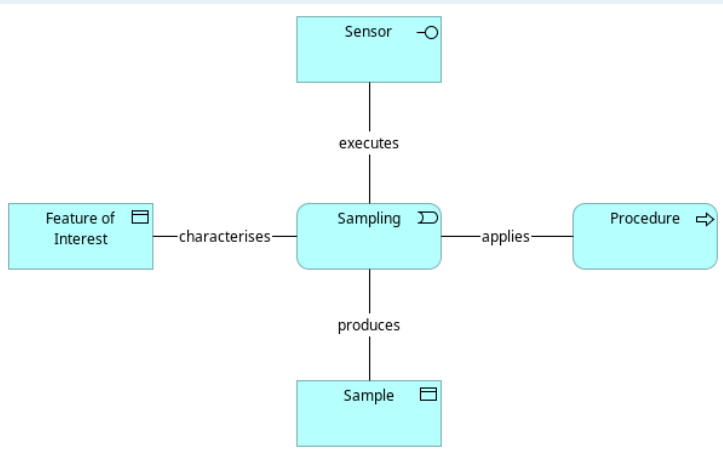 Sensor
executes
Feature of
Interest
characterises
Sampling
applies
Procedure
produces
Sample